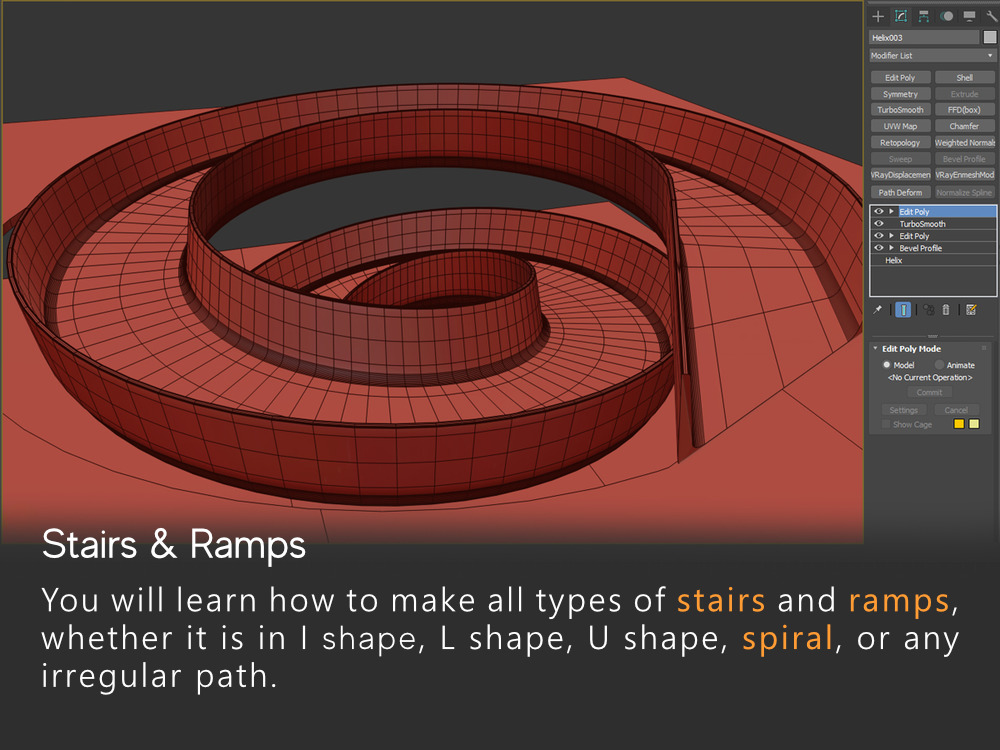 Helix003
Modifier List
Edit Poly Shell
Symmetry Extrude
TurboSmooth FFD(box)
UVW Map Chamfer
Retopology Weighted Normals
Sweep Bevel Profile
VRayDisplacemen VRayEnmeshMod
Path Deform Normalize Spline
Edit Poly
TurboSmooth
Edit Poly
Bevel Profile
Helix
Edit Poly Mode
Model Animate
<No Current Operation>
Commit
Settings Cancel
Show Cage
Stairs & Ramps
You will learn how to make all types of stairs and ramps,
whether it is in I shape, L shape, U shape, spiral, or any
irregular path.